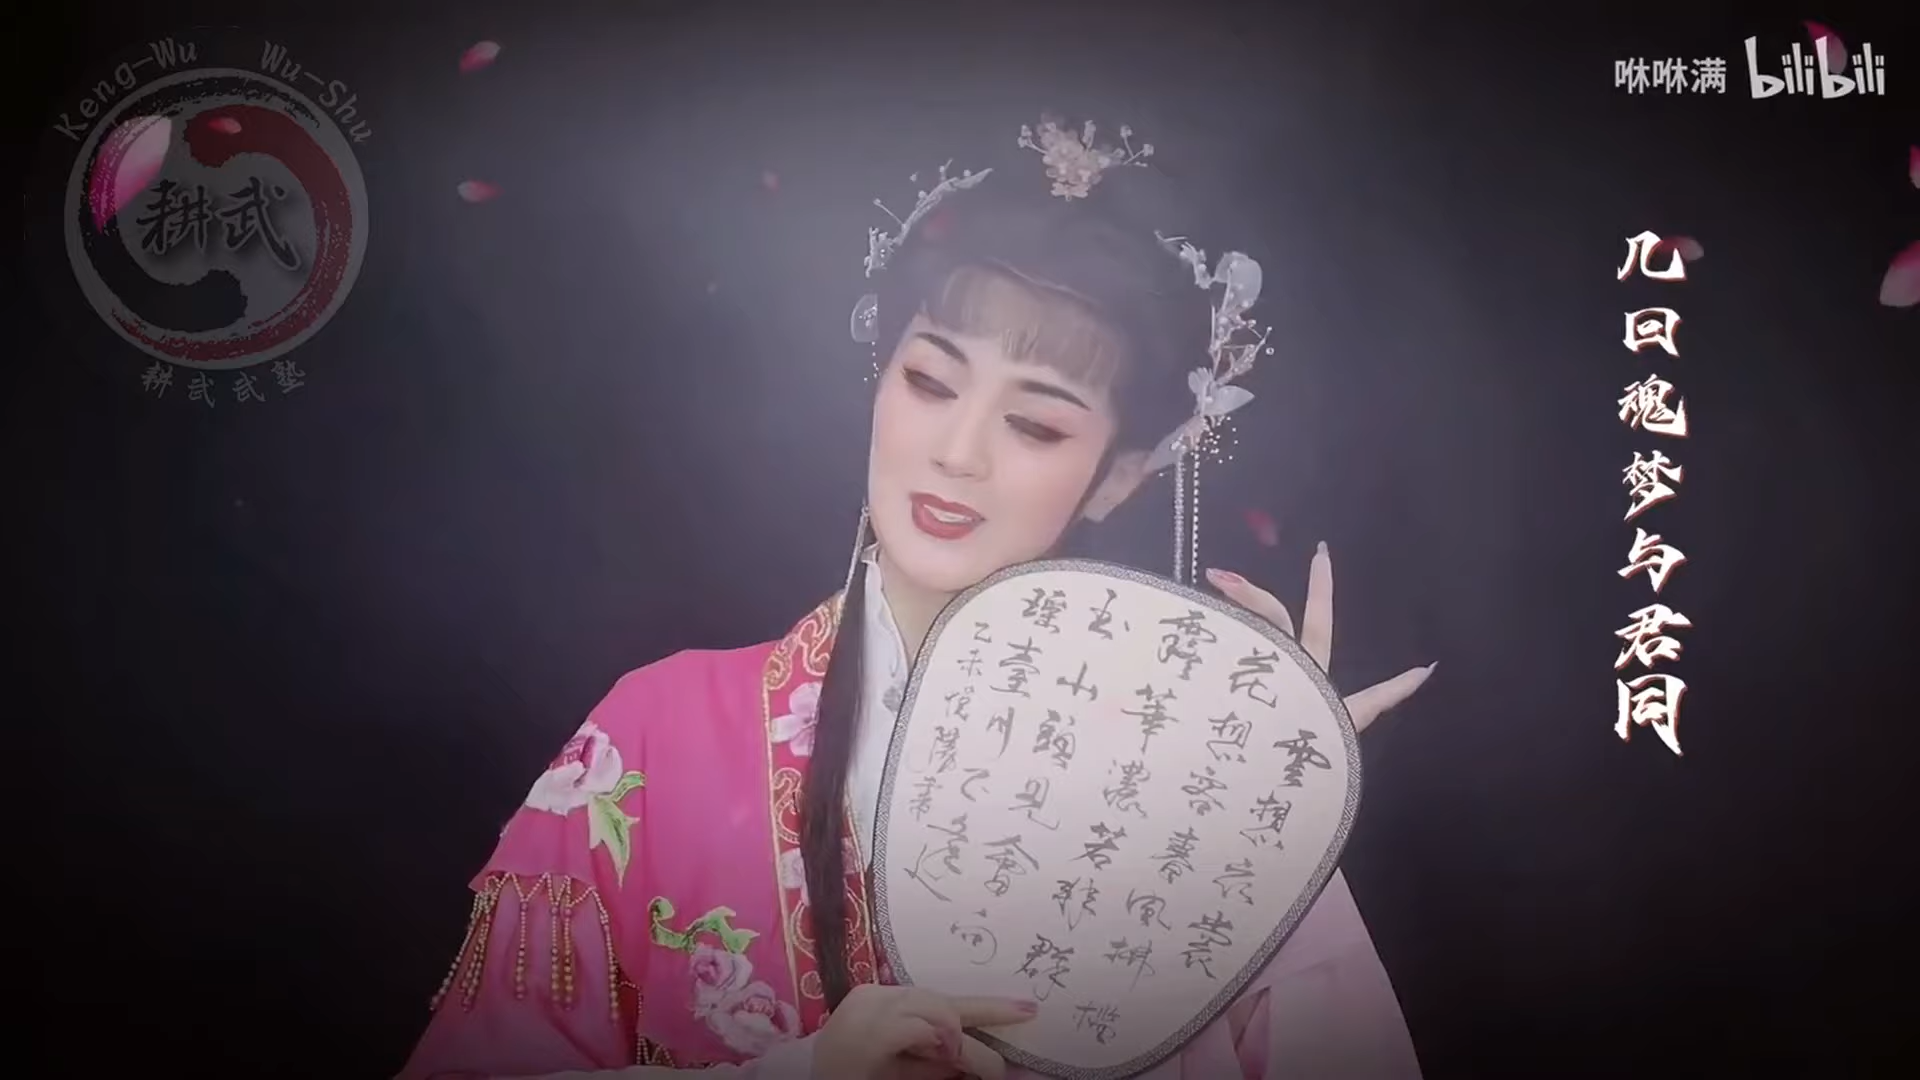 Keng-Wu Wu-Shu
耕武
耕武武塾
咻咻满 bilibili
几回魂梦与君同
雲想衣裳
花想容春風拂檻
露華濃若非群
玉山頭見會向
瑤臺月下逢
乙未